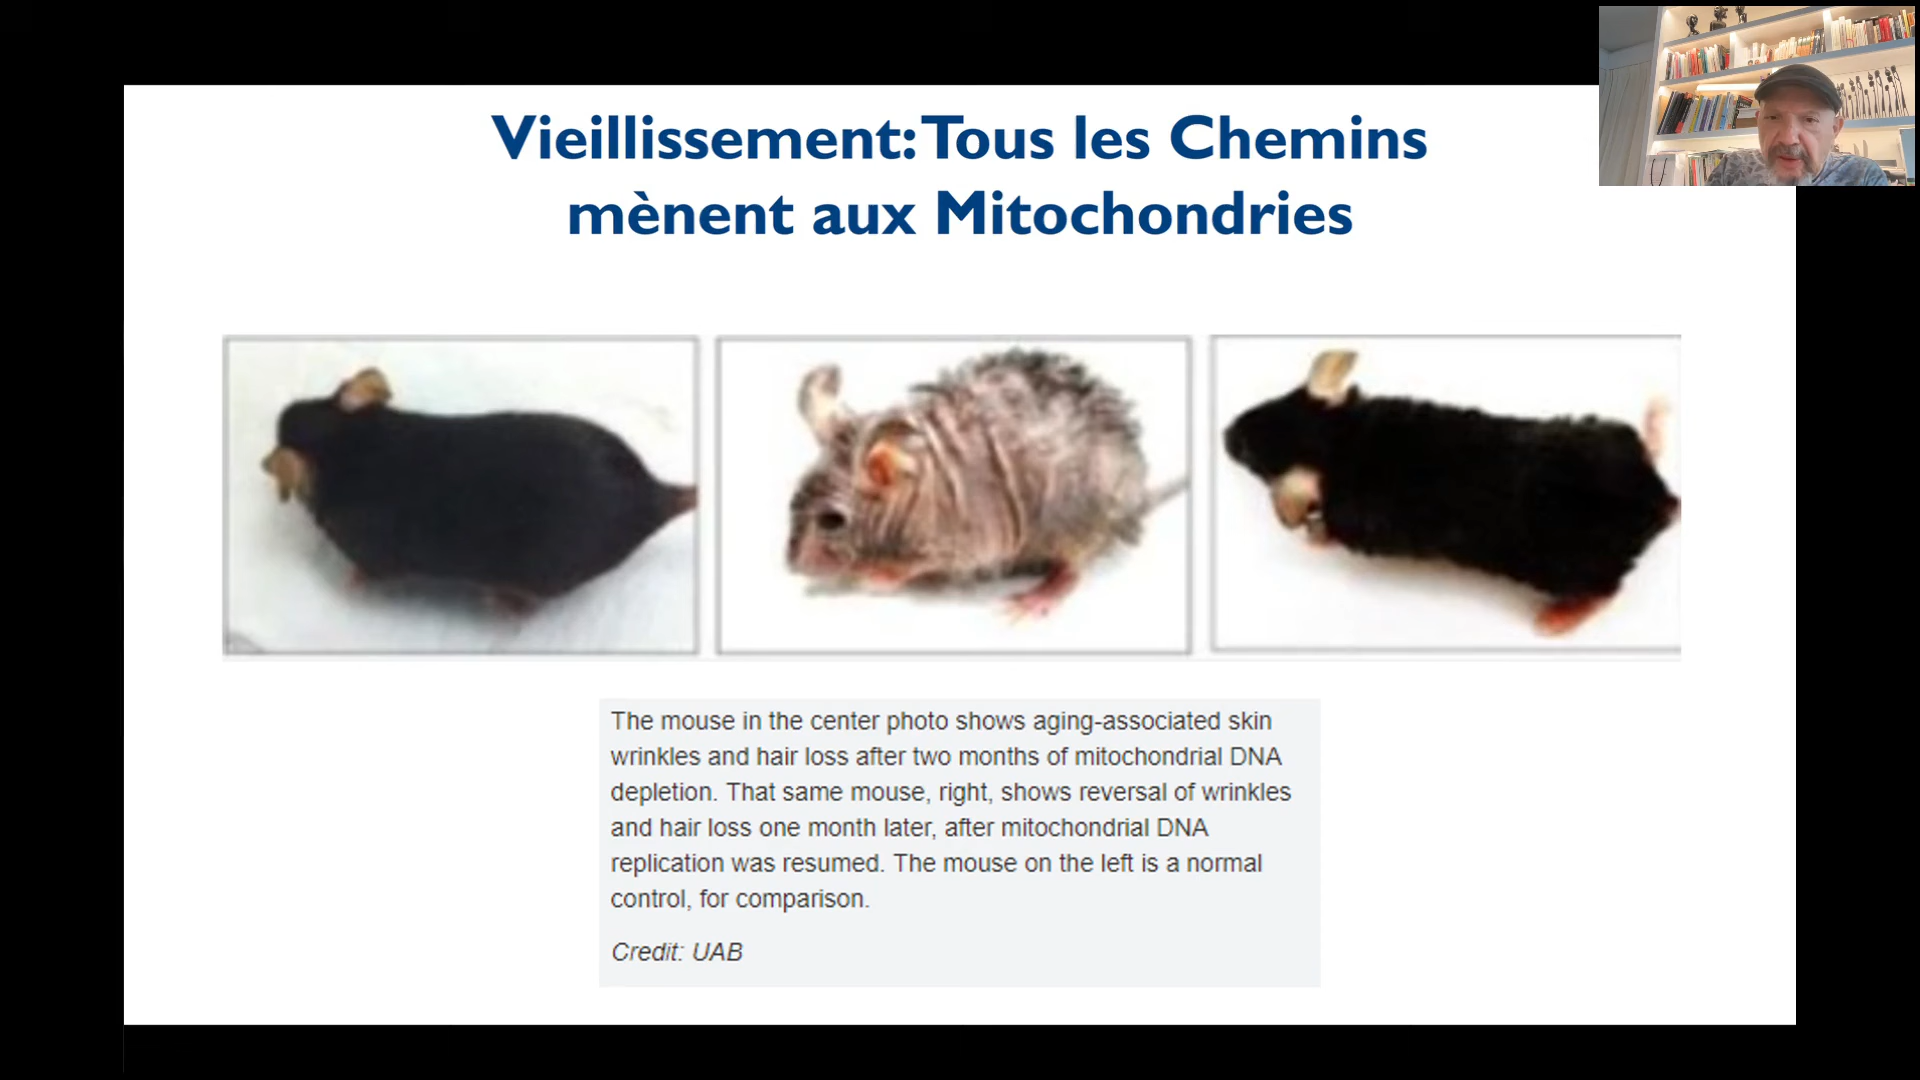 Vieillissement: Tous les Chemins
mènent aux Mitochondries
The mouse in the center photo shows aging-associated skin
wrinkles and hair loss after two months of mitochondrial DNA
depletion. That same mouse, right, shows reversal of wrinkles
and hair loss one month later, after mitochondrial DNA
replication was resumed. The mouse on the left is a normal
control, for comparison.
Credit: UAB